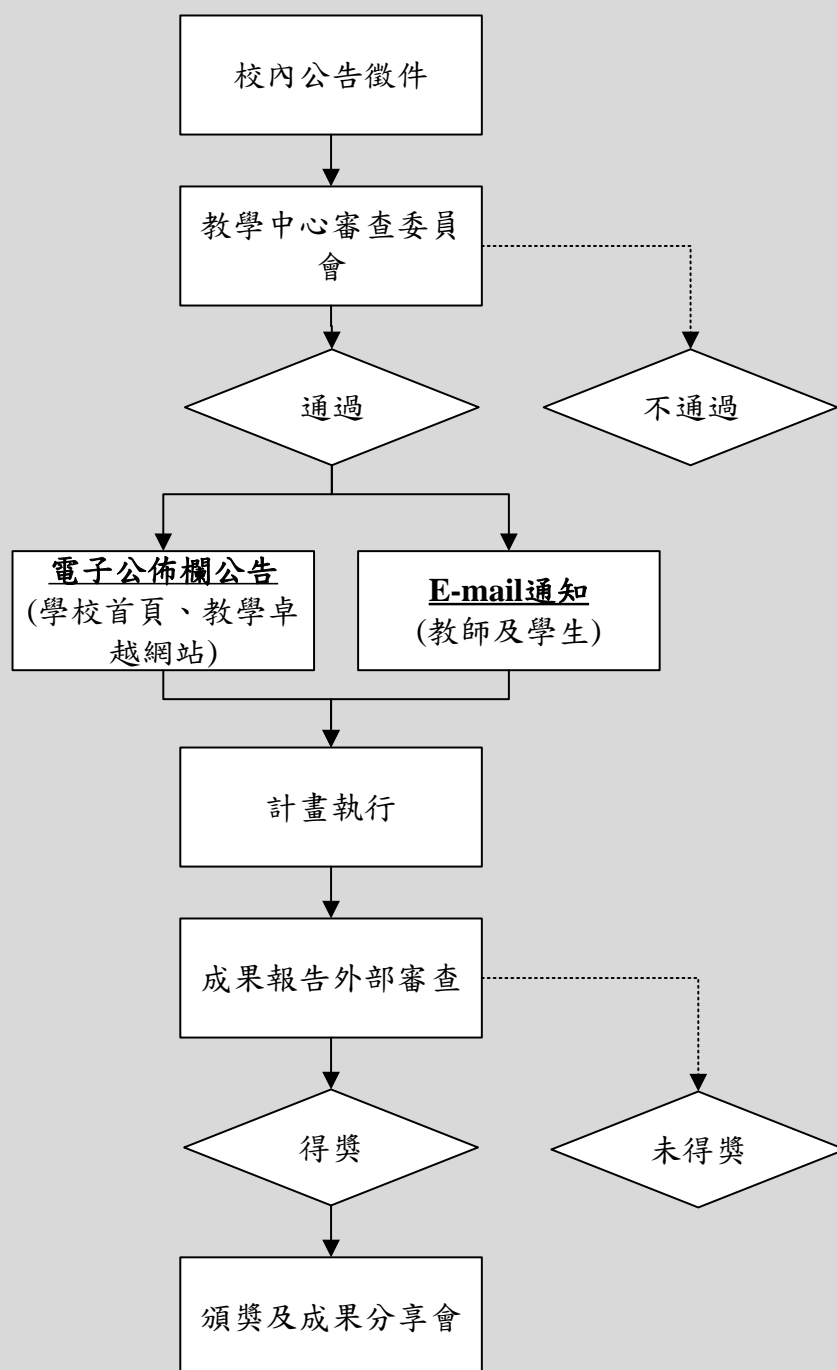 校內公告徵件
教學中心審查委員
會
通過
不通過
電子公佈欄公告
(學校首頁、教學卓
越網站)
E-mail通知
(教師及學生)
計畫執行
成果報告外部審查
得獎
未得獎
頒獎及成果分享會